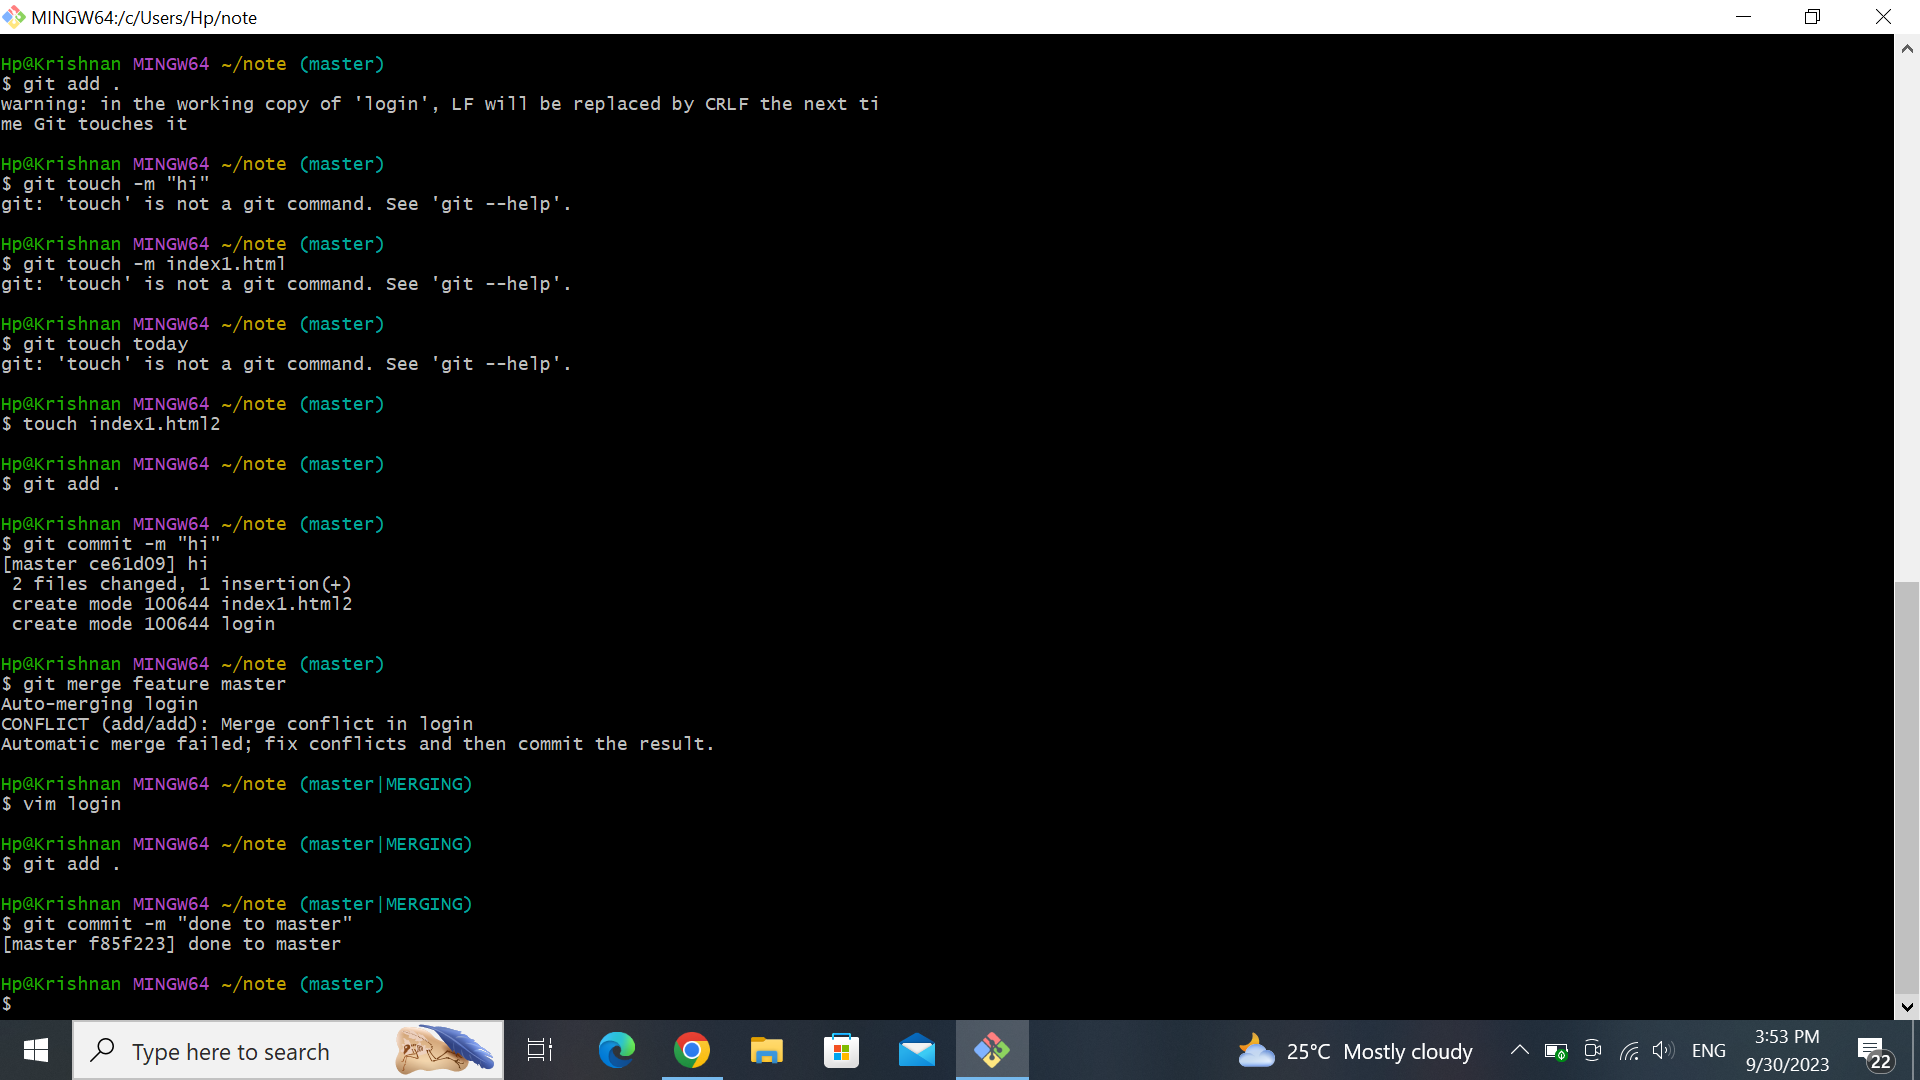 MINGW64:/c/Users/Hp/note
Hp@Krishnan MINGW64 ~/note (master)
$ git add .
warning: in the working copy of 'login', LF will be replaced by CRLF the next ti
me Git touches it
Hp@Krishnan MINGW64 ~/note (master)
$ git touch -m "hi"
git: 'touch' is not a git command. See 'git --help'.
Hp@Krishnan MINGW64 ~/note (master)
$ git touch -m index1.html
git: 'touch' is not a git command. See 'git --help'.
Hp@Krishnan MINGW64 ~/note (master)
$ git touch today
git: 'touch' is not a git command. See 'git --help'.
Hp@Krishnan MINGW64 ~/note (master)
$ touch index1.html2
Hp@Krishnan MINGW64 ~/note (master)
$ git add .
Hp@Krishnan MINGW64 ~/note (master)
$ git commit -m "hi"
[master ce61d09] hi
 2 files changed, 1 insertion(+)
 create mode 100644 index1.html2
 create mode 100644 login
Hp@Krishnan MINGW64 ~/note (master)
$ git merge feature master
Auto-merging login
CONFLICT (add/add): Merge conflict in login
Automatic merge failed; fix conflicts and then commit the result.
Hp@Krishnan MINGW64 ~/note (master|MERGING)
$ vim login
Hp@Krishnan MINGW64 ~/note (master|MERGING)
$ git add .
Hp@Krishnan MINGW64 ~/note (master|MERGING)
$ git commit -m "done to master"
[master f85f223] done to master
Hp@Krishnan MINGW64 ~/note (master)
$
Type here to search
25°C Mostly cloudy
ENG
3:53 PM
9/30/2023
22